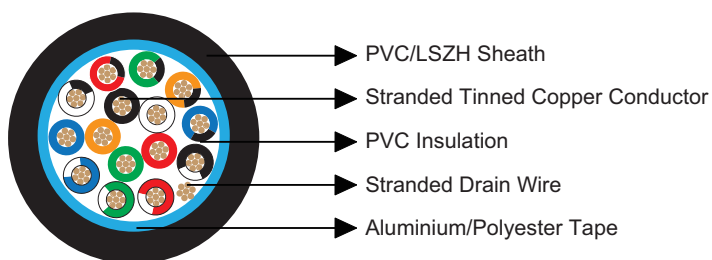 PVC/LSZH Sheath
Stranded Tinned Copper Conductor
PVC Insulation
Stranded Drain Wire
Aluminium/Polyester Tape